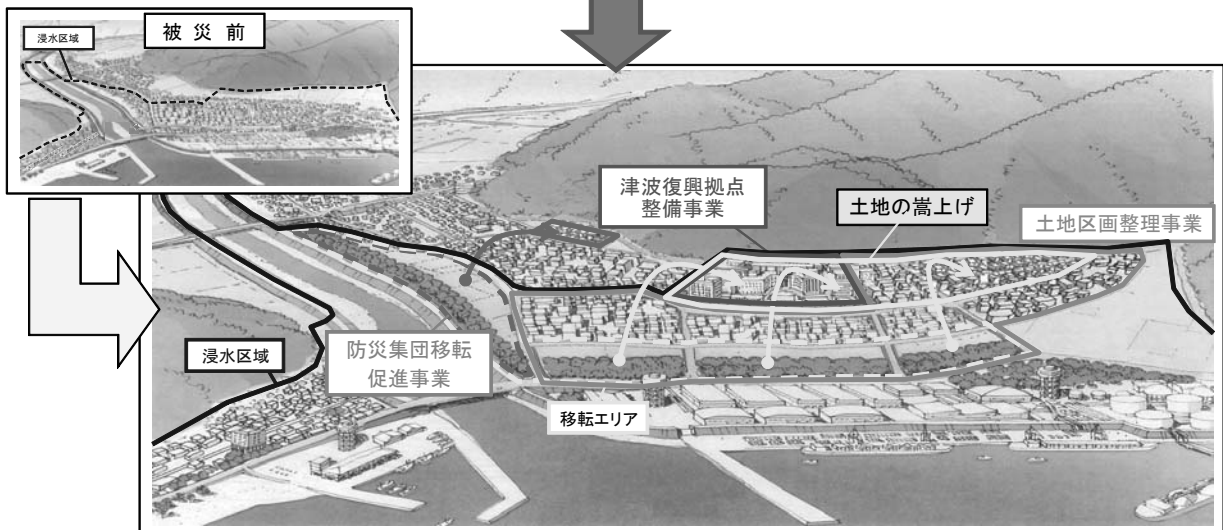 被災前
浸水区域
津波復興拠点
整備事業
土地の嵩上げ
土地区画整理事業
浸水区域
防災集団移転
促進事業
移転エリア